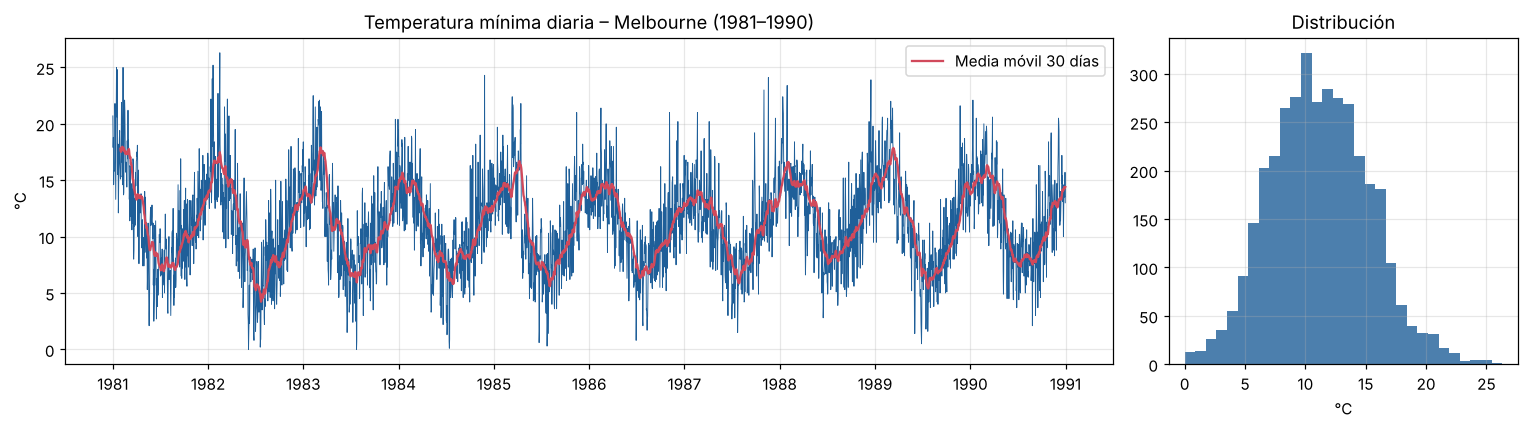 Temperatura mínima diaria – Melbourne (1981–1990)
Media móvil 30 días
°C
25
20
15
10
5
0
1981 1982 1983 1984 1985 1986 1987 1988 1989 1990 1991
Distribución
300
250
200
150
100
50
0
0 5 10 15 20 25
°C